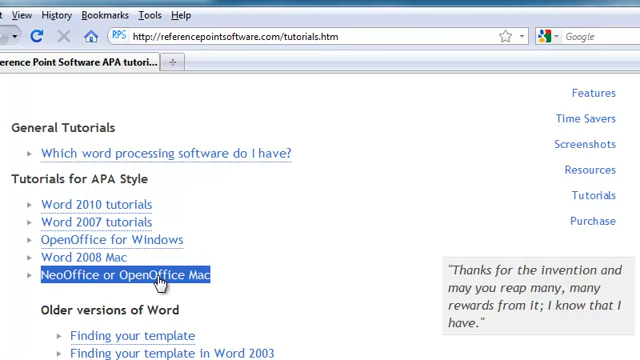 View History Bookmarks Tools Help
RPS http://referencepointsoftware.com/tutorials.htm Google
erence Point Software APA tutori...
Features
General Tutorials
Time Savers
Which word processing software do I have?
Screenshots
Resources
Tutorials for APA Style
Tutorials
Word 2010 tutorials
Word 2007 tutorials
Purchase
OpenOffice for Windows
Word 2008 Mac
NeoOffice or OpenOffice Mac
"Thanks for the invention and
may you reap many, many
rewards from it; I know that I
have."
Older versions of Word
Finding your template
Finding your template in Word 2003